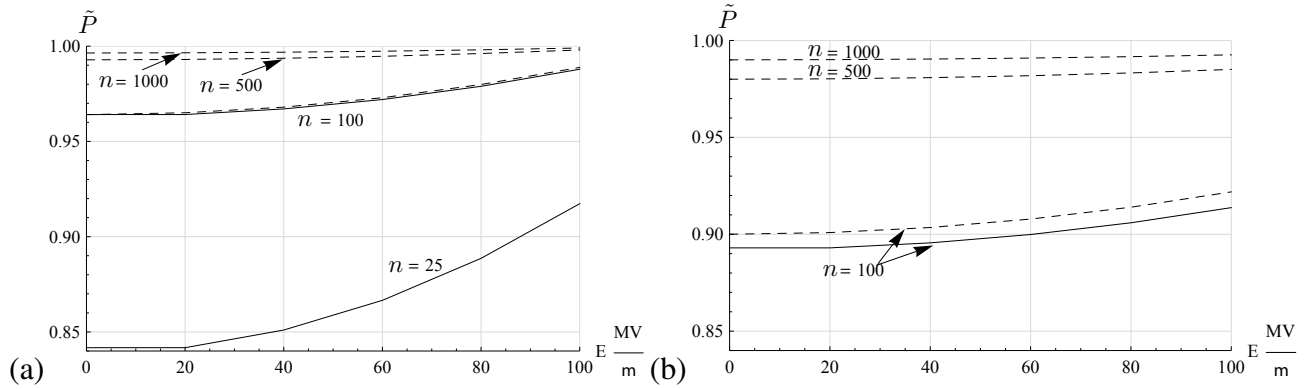 P̃
1.00
0.95
0.90
0.85
n = 1000
n = 500
n = 100
n = 25
0 20 40 60 80 100
E MV/m
(a)
P̃
1.00
0.95
0.90
0.85
n = 1000
n = 500
n = 100
0 20 40 60 80 100
E MV/m
(b)